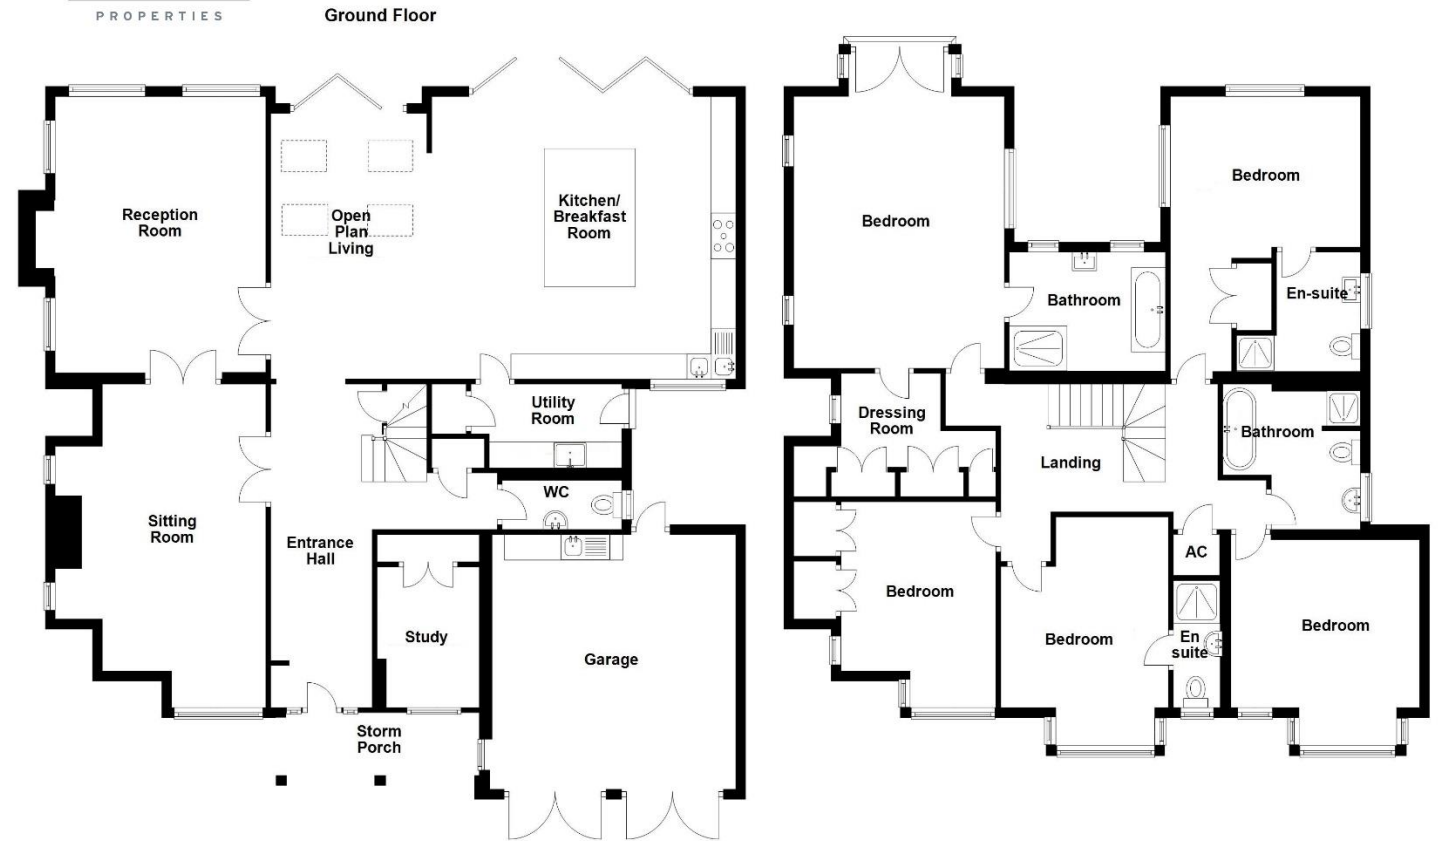 PROPERTIES
Ground Floor
Reception
Room
Open
Plan
Living
Kitchen/
Breakfast
Room
Utility
Room
WC
Sitting
Room
Entrance
Hall
Study
Garage
Storm
Porch
Bedroom
Bedroom
Bathroom
En-suite
Dressing
Room
Landing
Bathroom
AC
Bedroom
Bedroom
En
suite
Bedroom